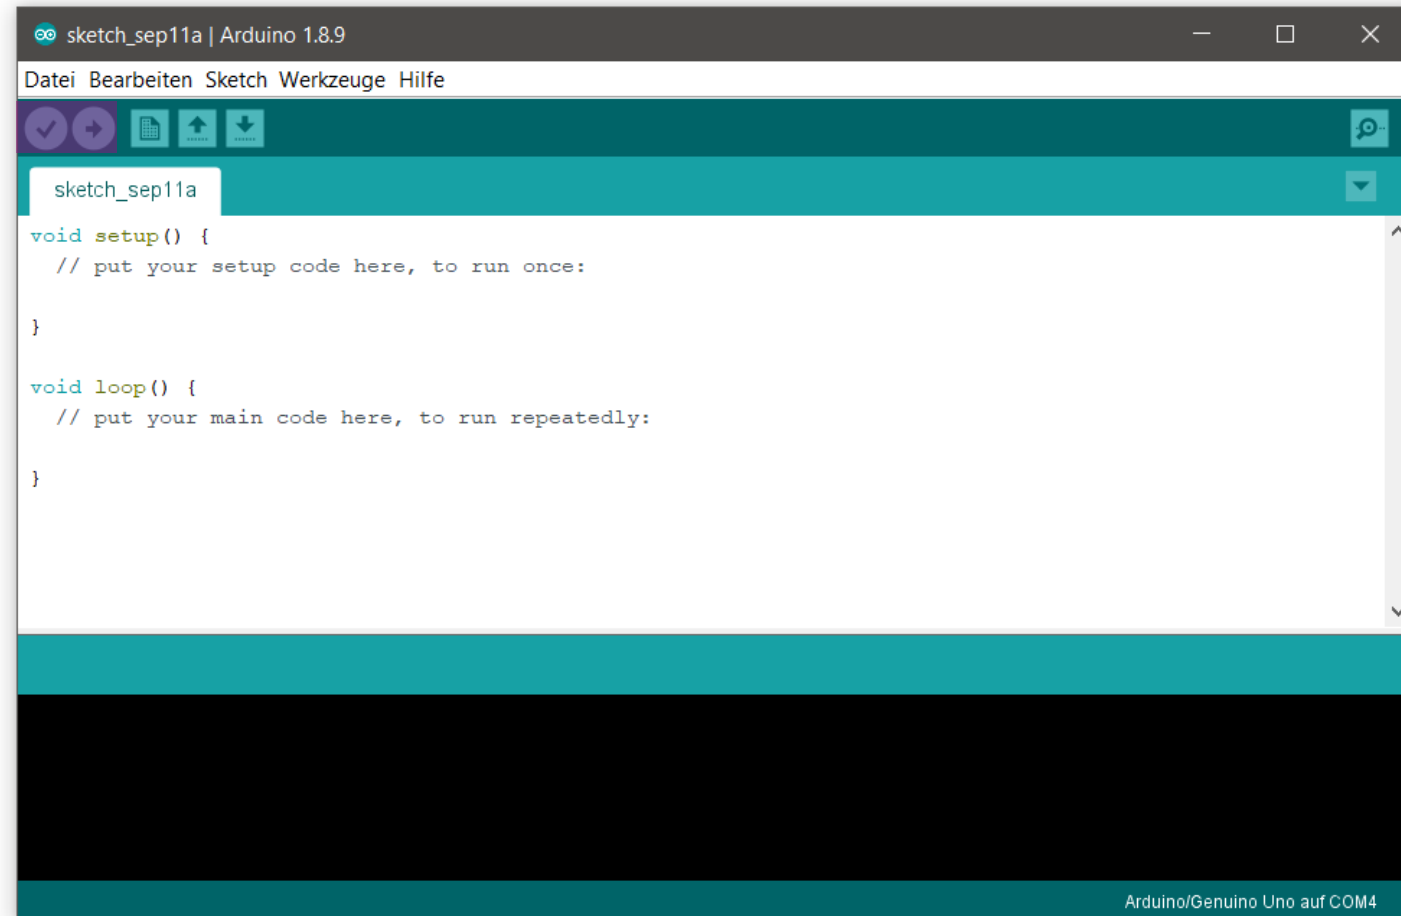 sketch_sep11a | Arduino 1.8.9
Datei Bearbeiten Sketch Werkzeuge Hilfe
sketch_sep11a
void setup() {
  // put your setup code here, to run once:
}
void loop() {
  // put your main code here, to run repeatedly:
}
Arduino/Genuino Uno auf COM4